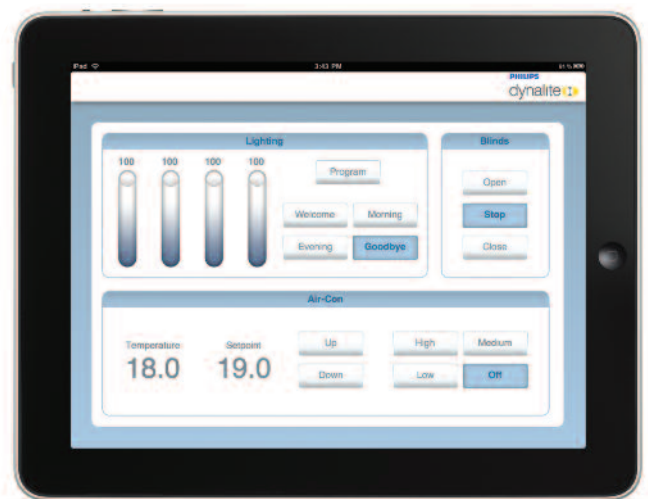 iPad 3:43 PM
PHILIPS
dynalite
Lighting
100 100 100 100
Program
Welcome Morning
Evening Goodbye
Blinds
Open
Stop
Close
Air-Con
Temperature Setpoint
18.0 19.0
Up
Down
High Medium
Low Off